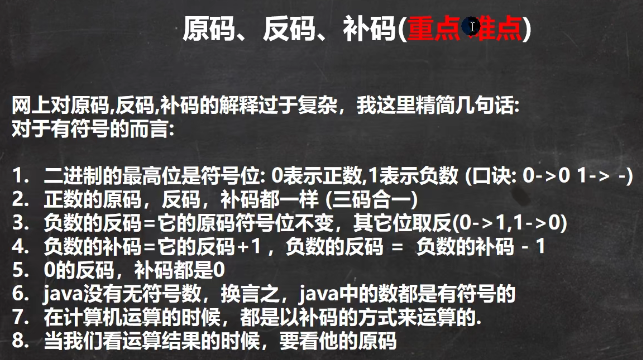 原码、反码、补码(重点 难点)
网上对原码,反码,补码的解释过于复杂，我这里精简几句话:
对于有符号的而言:
1. 二进制的最高位是符号位: 0表示正数,1表示负数 (口诀: 0->0 1-> -)
2. 正数的原码，反码，补码都一样 (三码合一)
3. 负数的反码=它的原码符号位不变，其它位取反(0->1,1->0)
4. 负数的补码=它的反码+1 ，负数的反码 = 负数的补码 - 1
5. 0的反码，补码都是0
6. java没有无符号数，换言之，java中的数都是有符号的
7. 在计算机运算的时候，都是以补码的方式来运算的.
8. 当我们看运算结果的时候，要看他的原码